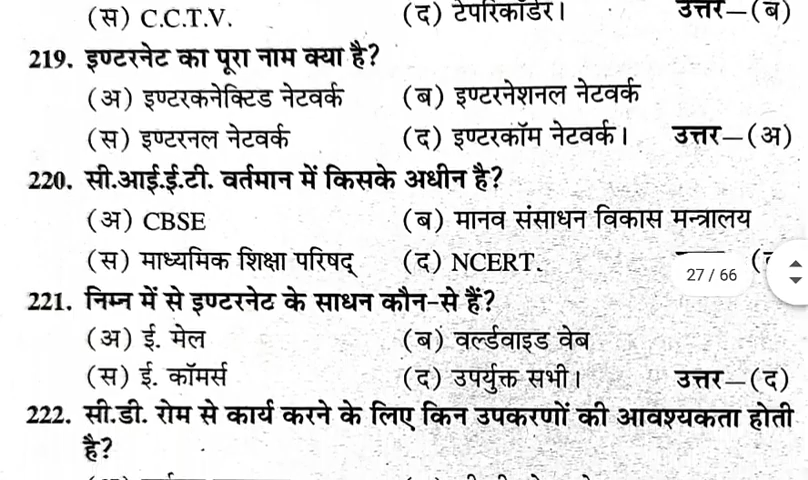 (स) C.C.T.V. (द) टेपरिकॉर्डर। उत्तर—(ब)
219. इण्टरनेट का पूरा नाम क्या है?
(अ) इण्टरकनेक्टिड नेटवर्क (ब) इण्टरनेशनल नेटवर्क
(स) इण्टरनल नेटवर्क (द) इण्टरकॉम नेटवर्क। उत्तर—(अ)
220. सी.आई.ई.टी. वर्तमान में किसके अधीन है?
(अ) CBSE (ब) मानव संसाधन विकास मन्त्रालय
(स) माध्यमिक शिक्षा परिषद् (द) NCERT.
27 / 66
221. निम्न में से इण्टरनेट के साधन कौन-से हैं?
(अ) ई. मेल (ब) वर्ल्डवाइड वेब
(स) ई. कॉमर्स (द) उपर्युक्त सभी। उत्तर—(द)
222. सी.डी. रोम से कार्य करने के लिए किन उपकरणों की आवश्यकता होती
है?